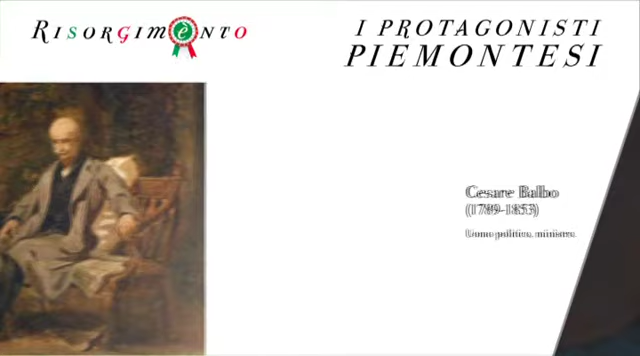 RISORGIMeNTO
I PROTAGONISTI
PIEMONTESI
Cesare Balbo
(1789-1853)
Uomo politico, ministro.